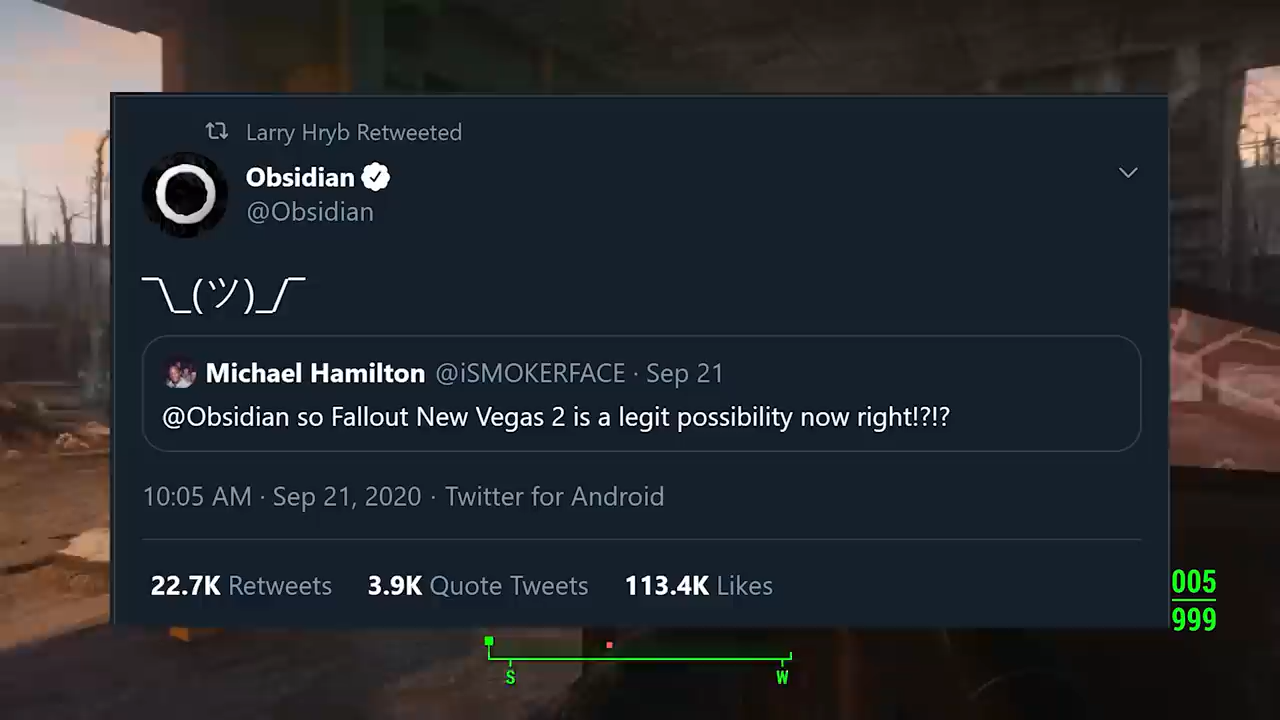 Larry Hryb Retweeted
Obsidian
@Obsidian
¯\_(ツ)_/¯
Michael Hamilton @iSMOKERFACE · Sep 21
@Obsidian so Fallout New Vegas 2 is a legit possibility now right!?!?
10:05 AM · Sep 21, 2020 · Twitter for Android
22.7K Retweets 3.9K Quote Tweets 113.4K Likes
005
999
S W